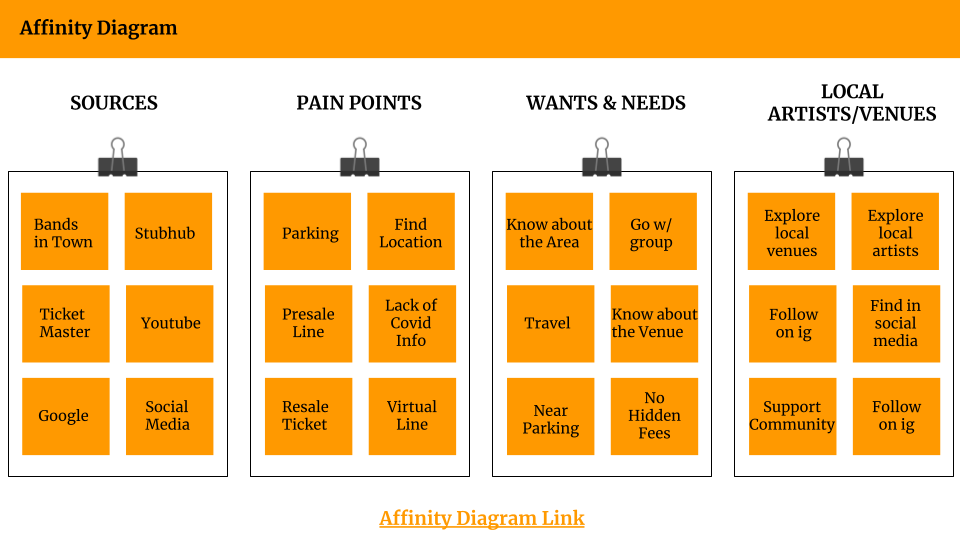 Affinity Diagram
SOURCES
Bands
in Town
Stubhub
Ticket
Master
Youtube
Google
Social
Media
PAIN POINTS
Parking
Find
Location
Presale
Line
Lack of
Covid
Info
Resale
Ticket
Virtual
Line
WANTS & NEEDS
Know about
the Area
Go w/
group
Travel
Know about
the Venue
Near
Parking
No
Hidden
Fees
LOCAL
ARTISTS/VENUES
Explore
local
venues
Explore
local
artists
Follow
on ig
Find in
social
media
Support
Community
Follow
on ig
Affinity Diagram Link